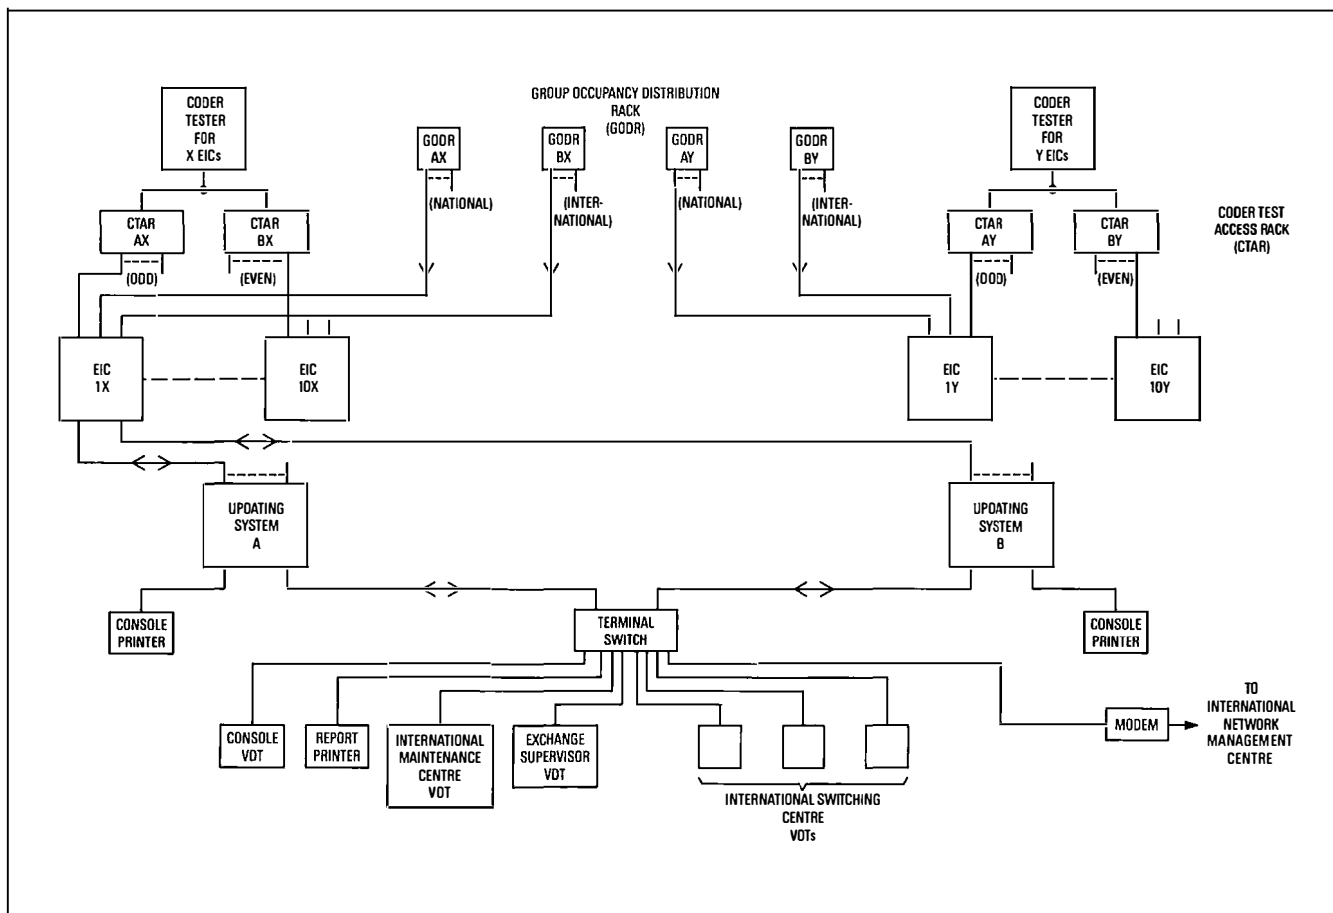 CODER
TESTER
FOR
X EICs
GROUP OCCUPANCY DISTRIBUTION
RACK
(GODR)
CODER
TESTER
FOR
Y EICs
GODR
AX
GODR
BX
GODR
AY
GODR
BY
(NATIONAL)
(INTER-
NATIONAL)
(NATIONAL)
(INTER-
NATIONAL)
CTAR
AX
CTAR
BX
CTAR
AY
CTAR
BY
CODER TEST
ACCESS RACK
(CTAR)
(ODD)
(EVEN)
(ODD)
(EVEN)
EIC
1X
EIC
10X
EIC
1Y
EIC
10Y
UPDATING
SYSTEM
A
UPDATING
SYSTEM
B
CONSOLE
PRINTER
TERMINAL
SWITCH
CONSOLE
PRINTER
CONSOLE
VDT
REPORT
PRINTER
INTERNATIONAL
MAINTENANCE
CENTRE
VDT
EXCHANGE
SUPERVISOR
VDT
INTERNATIONAL SWITCHING
CENTRE
VDTs
MODEM
TO
INTERNATIONAL
NETWORK
MANAGEMENT
CENTRE